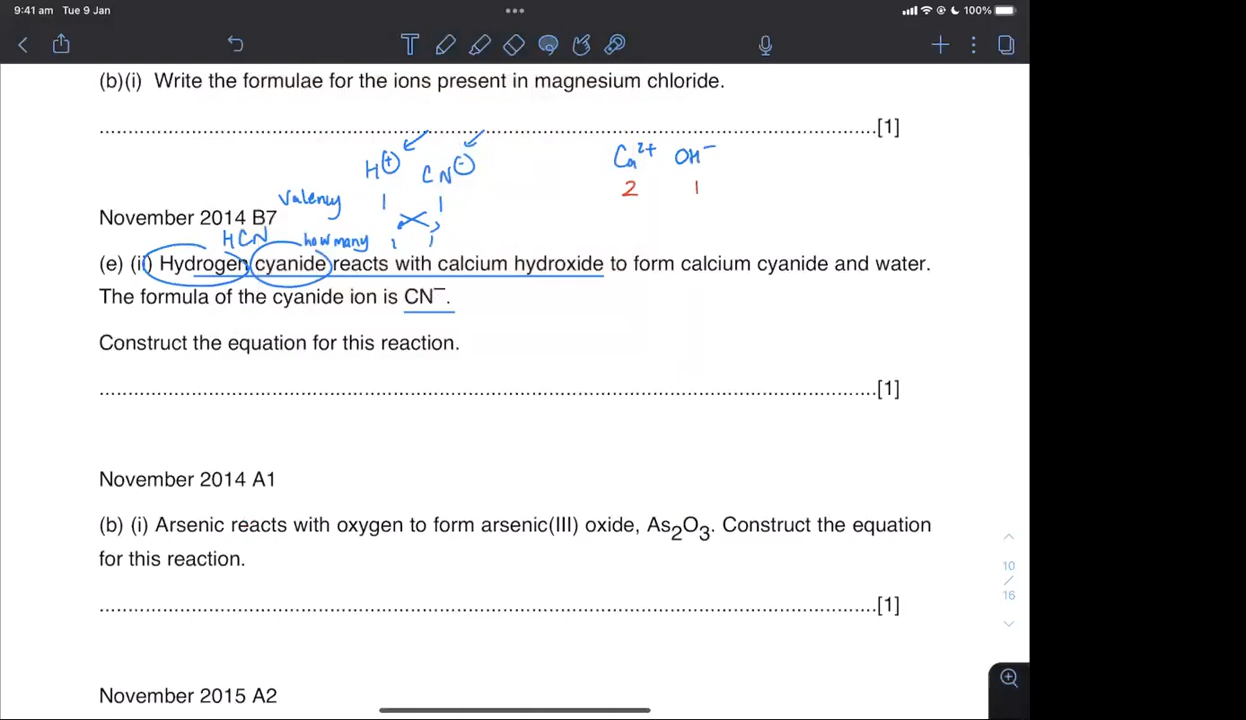 9:41 am Tue 9 Jan
100%
(b)(i) Write the formulae for the ions present in magnesium chloride.
[1]
H⁺ CN⁻ Ca²⁺ OH⁻
1 1 2 1
Valency
November 2014 B7
HCN how many 1 1
(e) (ii) Hydrogen cyanide reacts with calcium hydroxide to form calcium cyanide and water.
The formula of the cyanide ion is CN⁻.
Construct the equation for this reaction.
[1]
November 2014 A1
(b) (i) Arsenic reacts with oxygen to form arsenic(III) oxide, As₂O₃. Construct the equation
for this reaction.
[1]
10
/
16
November 2015 A2